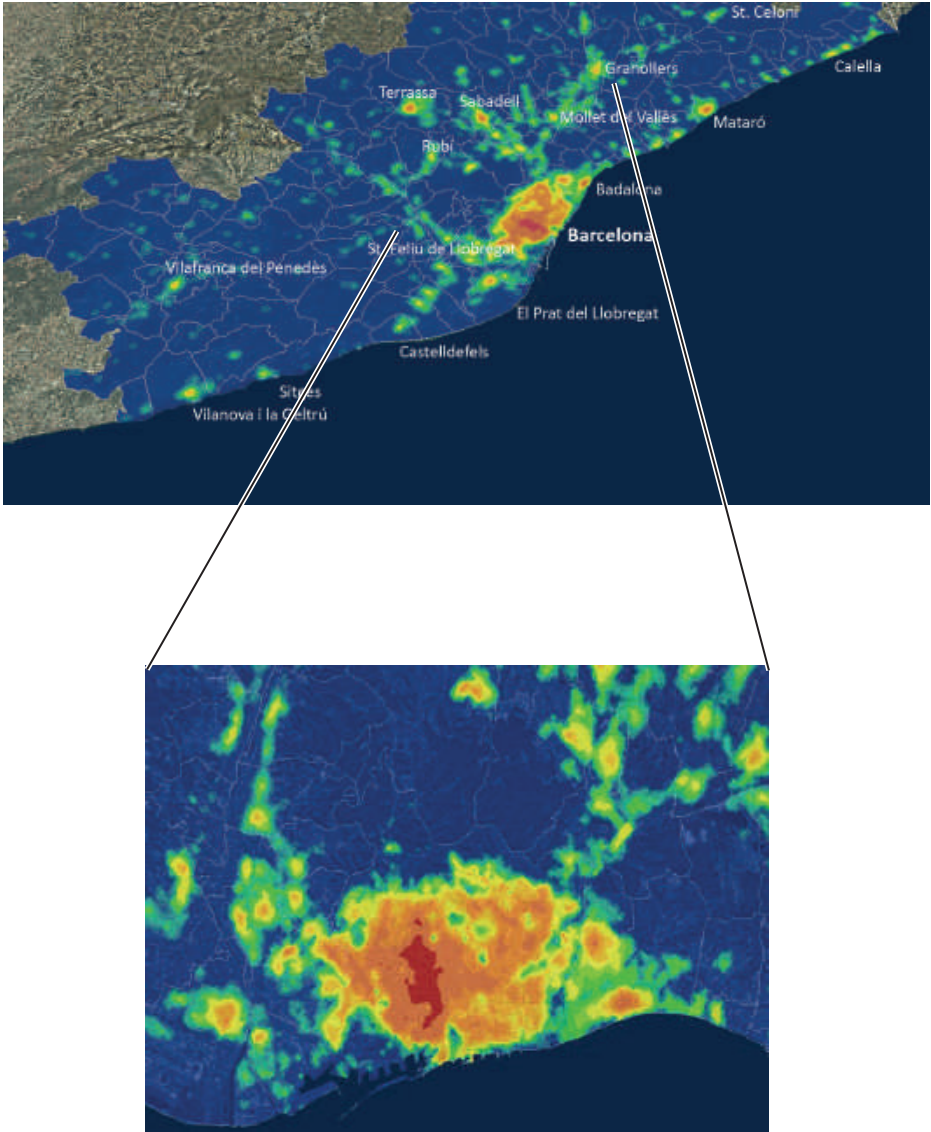 St. Celoni
Calella
Granollers
Terrassa
Sabadell
Mollet del Vallès
Mataró
Rubí
Badalona
Barcelona
St. Feliu de Llobregat
Vilafranca del Penedès
El Prat del Llobregat
Castelldefels
Sitges
Vilanova i la Geltrú